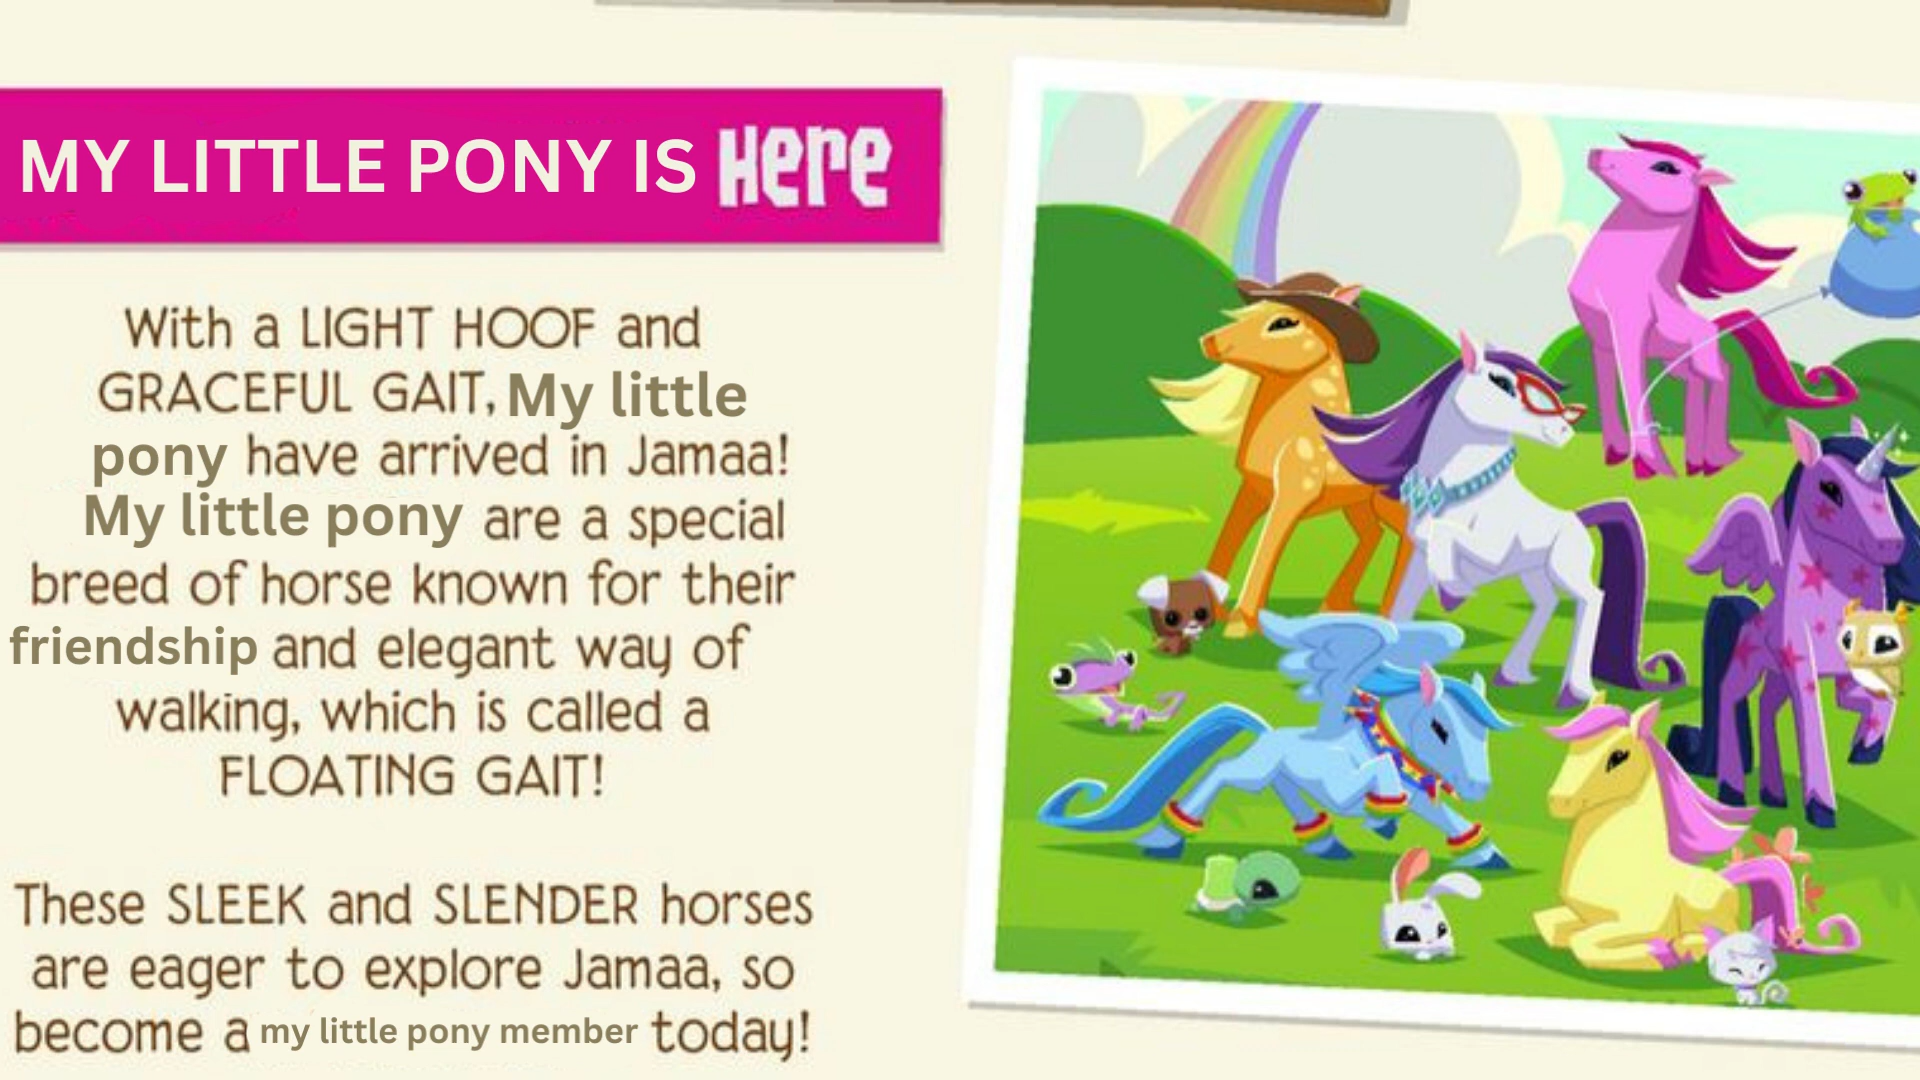 MY LITTLE PONY IS Here
With a LIGHT HOOF and
GRACEFUL GAIT, My little
pony have arrived in Jamaa!
My little pony are a special
breed of horse known for their
friendship and elegant way of
walking, which is called a
FLOATING GAIT!
These SLEEK and SLENDER horses
are eager to explore Jamaa, so
become a my little pony member today!